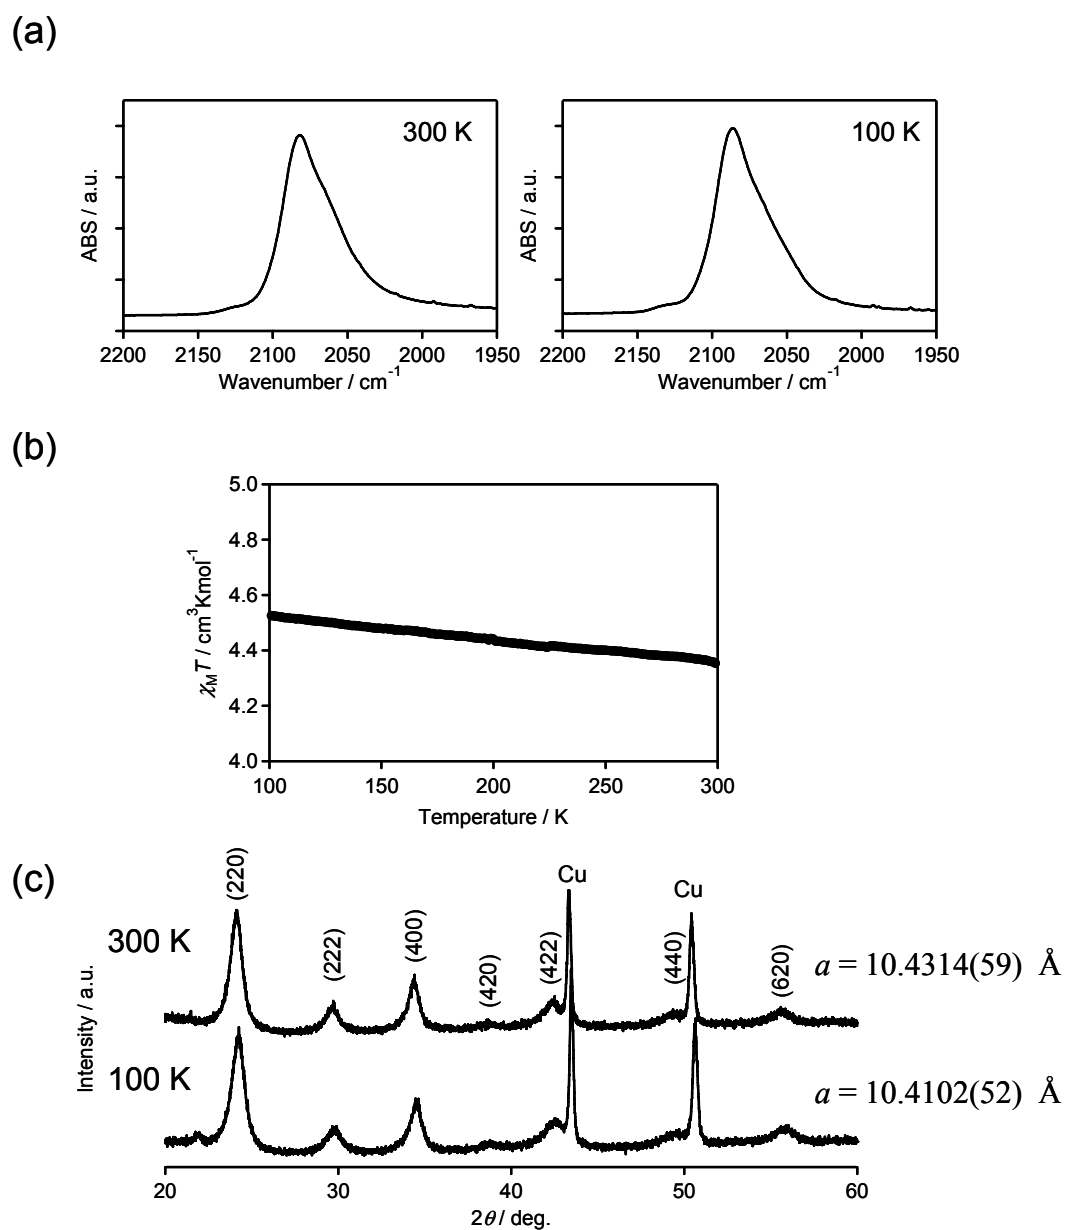 (a)
300 K
100 K
ABS / a.u.
ABS / a.u.
2200 2150 2100 2050 2000 1950
2200 2150 2100 2050 2000 1950
Wavenumber / cm⁻¹
Wavenumber / cm⁻¹
(b)
5.0
4.8
4.6
4.4
4.2
4.0
χ_M T / cm³Kmol⁻¹
100 150 200 250 300
Temperature / K
(c)
(220)
(222)
(400)
(420)
(422)
Cu
(440)
Cu
(620)
300 K
a = 10.4314(59) Å
100 K
a = 10.4102(52) Å
Intensity / a.u.
20 30 40 50 60
2θ / deg.